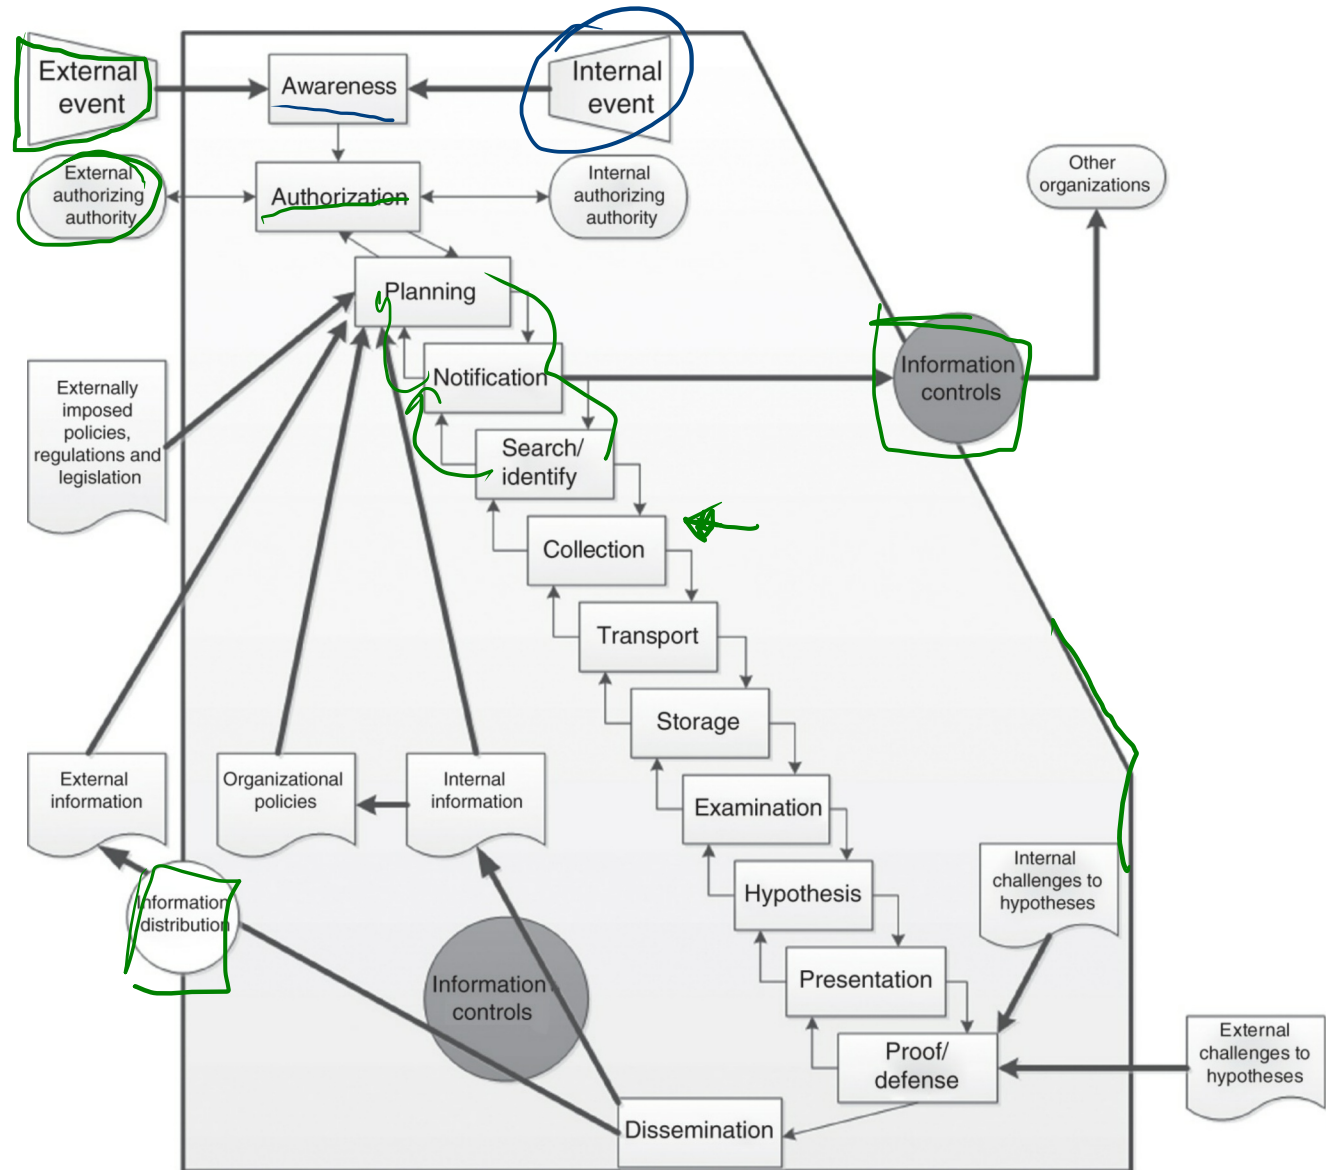 External
event
Awareness
Internal
event
External
authorizing
authority
Authorization
Internal
authorizing
authority
Other
organizations
Planning
Notification
Information
controls
Externally
imposed
policies,
regulations and
legislation
Search/
identify
Collection
Transport
Storage
External
information
Organizational
policies
Internal
information
Examination
Hypothesis
Internal
challenges to
hypotheses
Information
distribution
Information
controls
Presentation
Proof/
defense
External
challenges to
hypotheses
Dissemination